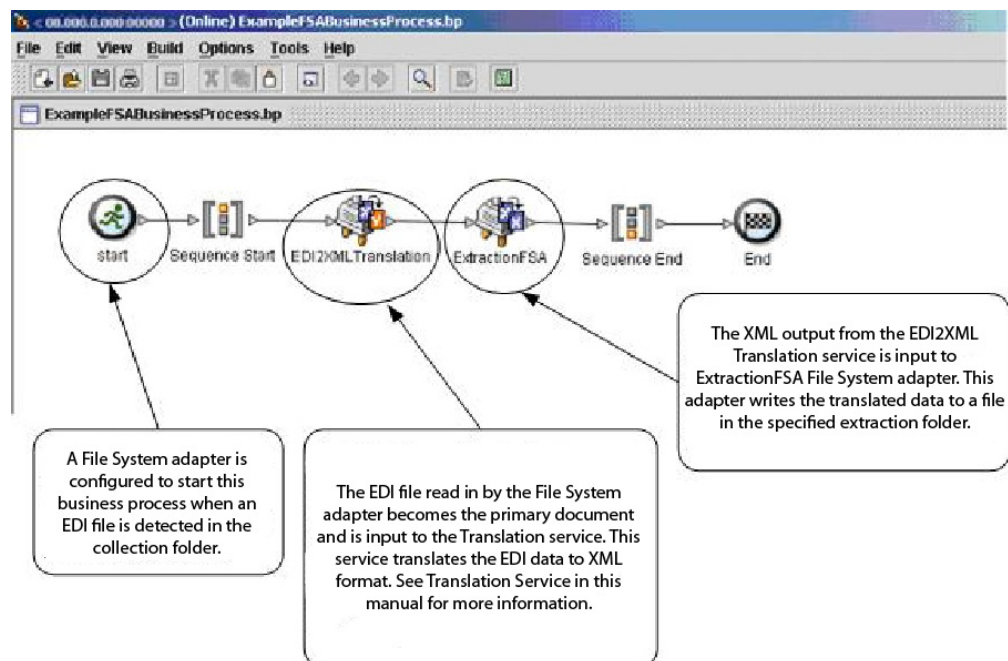 < 00.000.0.000:00000 > (Online) ExampleFSABusinessProcess.bp
File Edit View Build Options Tools Help
ExampleFSABusinessProcess.bp
start
Sequence Start
EDI2XMLTranslation
ExtractionFSA
Sequence End
End
The XML output from the EDI2XML
Translation service is input to
ExtractionFSA File System adapter. This
adapter writes the translated data to a file
in the specified extraction folder.
A File System adapter is
configured to start this
business process when an
EDI file is detected in the
collection folder.
The EDI file read in by the File System
adapter becomes the primary document
and is input to the Translation service. This
service translates the EDI data to XML
format. See Translation Service in this
manual for more information.